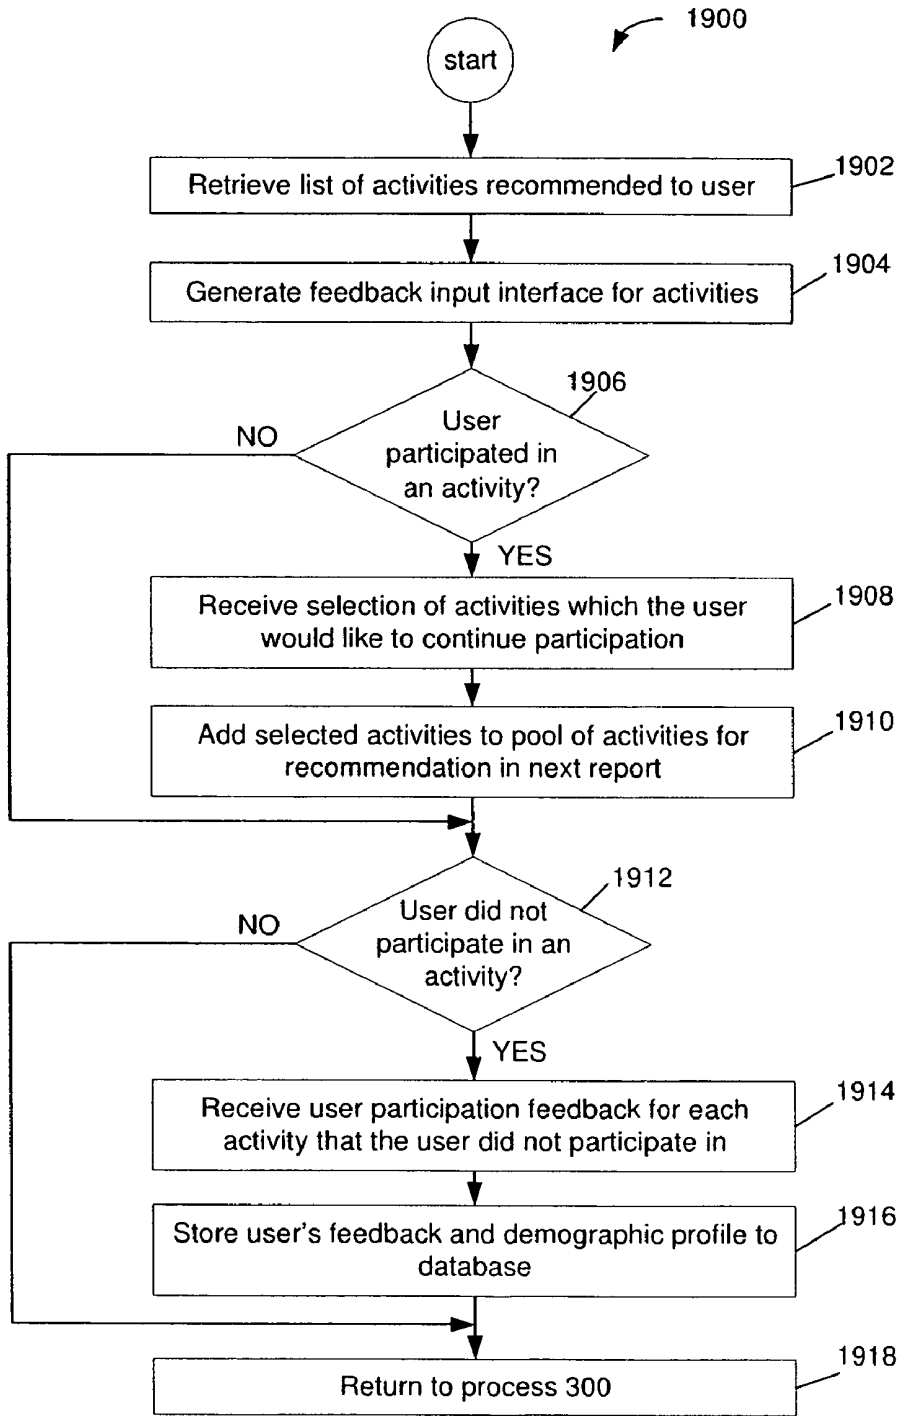 1900
start
Retrieve list of activities recommended to user
1902
Generate feedback input interface for activities
1904
1906
User
participated in
an activity?
NO
YES
Receive selection of activities which the user
would like to continue participation
1908
Add selected activities to pool of activities for
recommendation in next report
1910
1912
User did not
participate in an
activity?
NO
YES
Receive user participation feedback for each
activity that the user did not participate in
1914
Store user's feedback and demographic profile to
database
1916
Return to process 300
1918